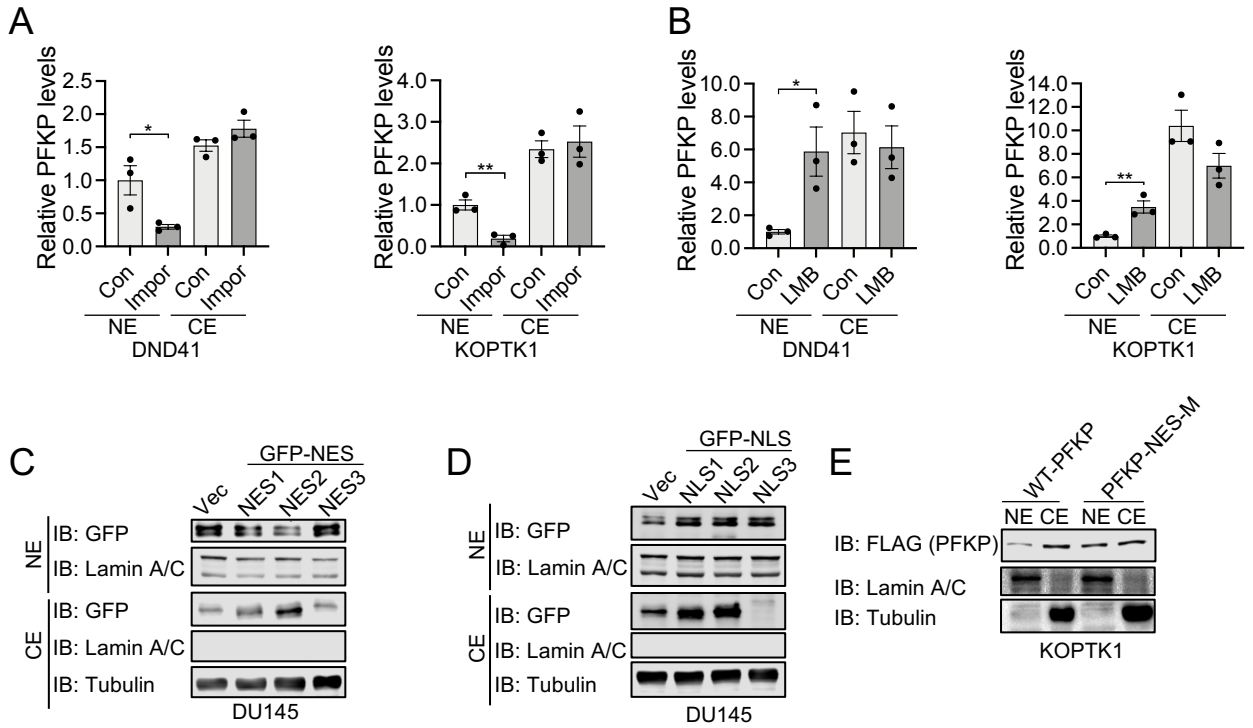 A
Relative PFKP levels
2.5
2.0
1.5
1.0
0.5
0.0
*
Con
Impor
Con
Impor
NE
CE
DND41
Relative PFKP levels
4.0
3.0
2.0
1.0
0.0
**
Con
Impor
Con
Impor
NE
CE
KOPTK1
B
Relative PFKP levels
10.0
8.0
6.0
4.0
2.0
0.0
*
Con
LMB
Con
LMB
NE
CE
DND41
Relative PFKP levels
14.0
12.0
10.0
8.0
6.0
4.0
2.0
0.0
**
Con
LMB
Con
LMB
NE
CE
KOPTK1
C
GFP-NES
Vec
NES1
NES2
NES3
NE
IB: GFP
IB: Lamin A/C
CE
IB: GFP
IB: Lamin A/C
IB: Tubulin
DU145
D
GFP-NLS
Vec
NLS1
NLS2
NLS3
NE
IB: GFP
IB: Lamin A/C
CE
IB: GFP
IB: Lamin A/C
IB: Tubulin
DU145
E
WT-PFKP
PFKP-NES-M
NE CE NE CE
IB: FLAG (PFKP)
IB: Lamin A/C
IB: Tubulin
KOPTK1